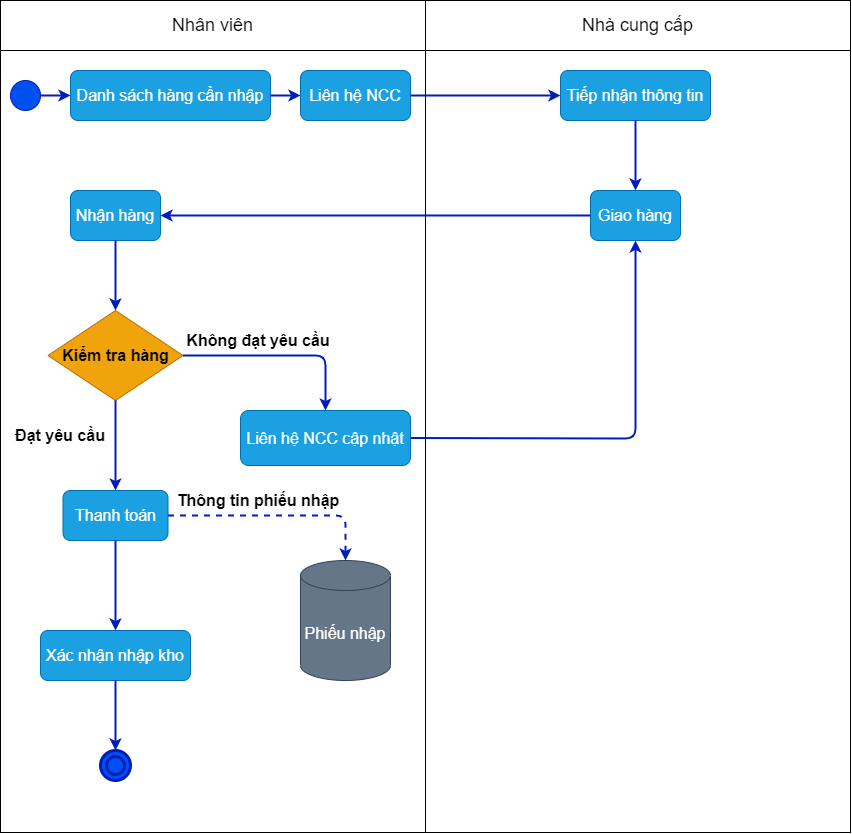 Nhân viên
Nhà cung cấp
Danh sách hàng cần nhập
Liên hệ NCC
Tiếp nhận thông tin
Nhận hàng
Giao hàng
Kiểm tra hàng
Không đạt yêu cầu
Đạt yêu cầu
Liên hệ NCC cập nhật
Thanh toán
Thông tin phiếu nhập
Phiếu nhập
Xác nhận nhập kho